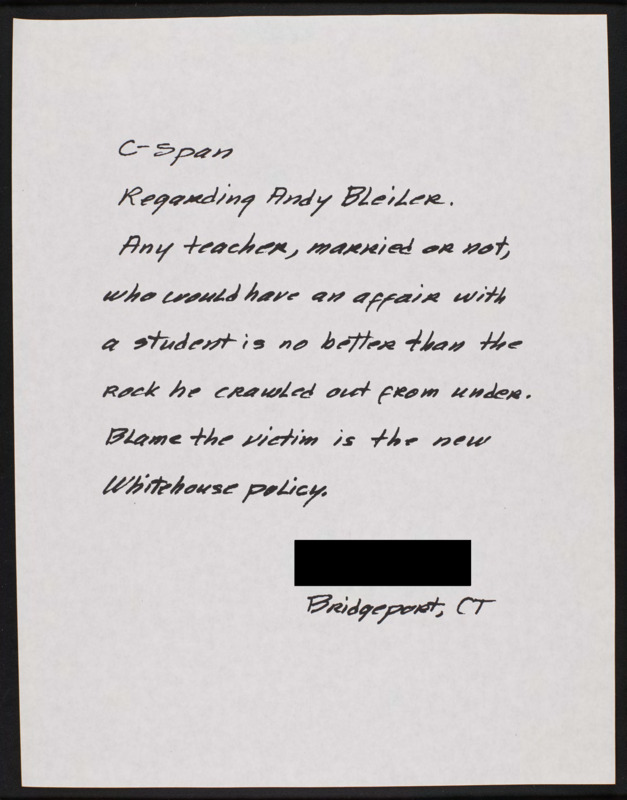 C-Span
Regarding Andy Bleiler.
Any teacher, married or not,
who would have an affair with
a student is no better than the
rock he crawled out from under.
Blame the victim is the new
Whitehouse policy.
Bridgeport, CT